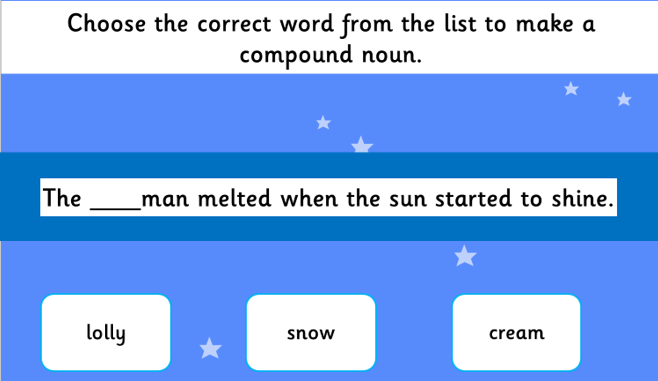 Choose the correct word from the list to make a
compound noun.
The ____man melted when the sun started to shine.
lolly
snow
cream